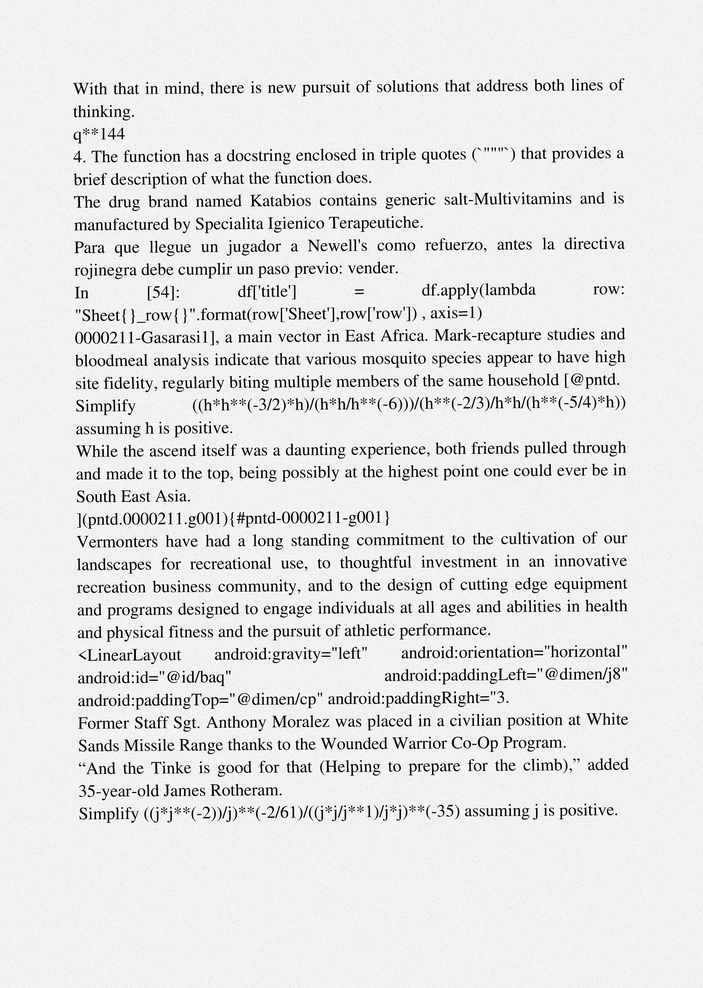 With that in mind, there is new pursuit of solutions that address both lines of
thinking.
q**144
4. The function has a docstring enclosed in triple quotes (`"""`) that provides a
brief description of what the function does.
The drug brand named Katabios contains generic salt-Multivitamins and is
manufactured by Specialita Igienico Terapeutiche.
Para que llegue un jugador a Newell's como refuerzo, antes la directiva
rojinegra debe cumplir un paso previo: vender.
In [54]: df['title'] = df.apply(lambda row:
"Sheet{}_row{}".format(row['Sheet'],row['row']) , axis=1)
0000211-Gasarasi1], a main vector in East Africa. Mark-recapture studies and
bloodmeal analysis indicate that various mosquito species appear to have high
site fidelity, regularly biting multiple members of the same household [@pntd.
Simplify ((h*h**(-3/2)*h)/(h*h/h**(-6)))/(h**(-2/3)/h*h/(h**(-5/4)*h))
assuming h is positive.
While the ascend itself was a daunting experience, both friends pulled through
and made it to the top, being possibly at the highest point one could ever be in
South East Asia.
](pntd.0000211.g001){#pntd-0000211-g001}
Vermonters have had a long standing commitment to the cultivation of our
landscapes for recreational use, to thoughtful investment in an innovative
recreation business community, and to the design of cutting edge equipment
and programs designed to engage individuals at all ages and abilities in health
and physical fitness and the pursuit of athletic performance.
<LinearLayout android:gravity="left" android:orientation="horizontal"
android:id="@id/baq" android:paddingLeft="@dimen/j8"
android:paddingTop="@dimen/cp" android:paddingRight="3.
Former Staff Sgt. Anthony Moralez was placed in a civilian position at White
Sands Missile Range thanks to the Wounded Warrior Co-Op Program.
“And the Tinke is good for that (Helping to prepare for the climb),” added
35-year-old James Rotheram.
Simplify ((j*j**(-2))/j)**(-2/61)/((j*j/j**1)/j*j)**(-35) assuming j is positive.